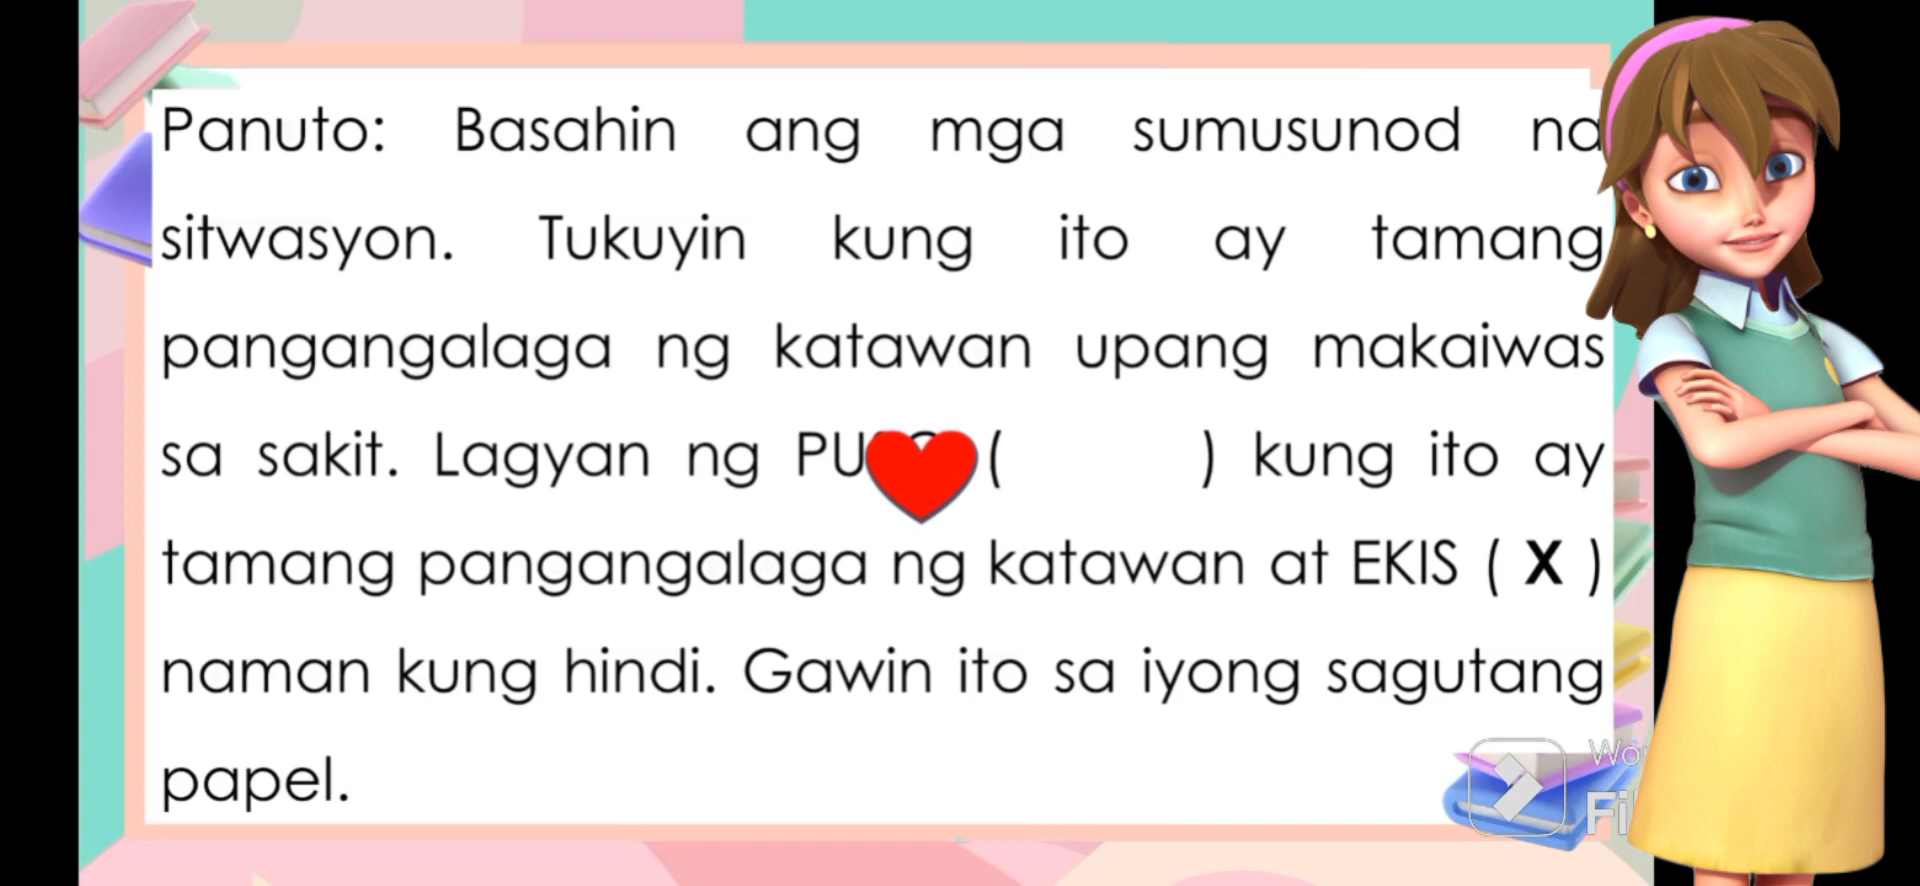 Panuto: Basahin ang mga sumusunod na
sitwasyon. Tukuyin kung ito ay tamang
pangangalaga ng katawan upang makaiwas
sa sakit. Lagyan ng ( ) kung ito ay
tamang pangangalaga ng katawan at EKIS ( X )
naman kung hindi. Gawin ito sa iyong sagutang
papel.